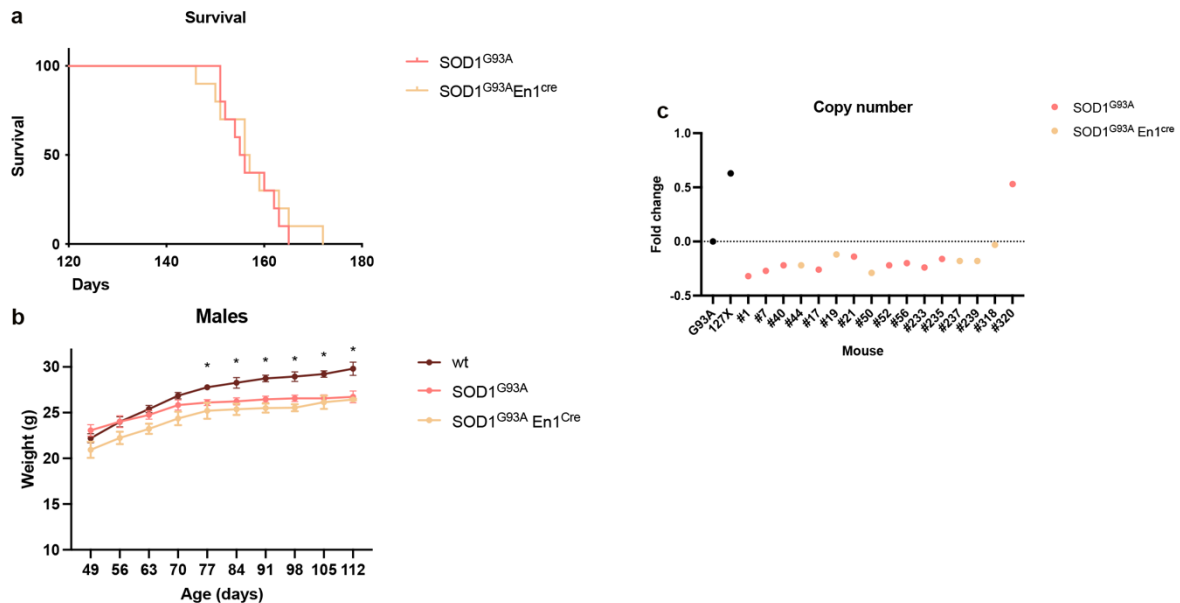 a
Survival
100
50
0
Survival
120
140
160
180
Days
SOD1G93A
SOD1G93AEn1cre
b
Males
* * * * * *
30
25
20
15
10
Weight (g)
49 56 63 70 77 84 91 98 105 112
Age (days)
wt
SOD1G93A
SOD1G93A En1Cre
c
Copy number
1.0
0.5
0.0
-0.5
Fold change
G93A
127X
#1
#7
#40
#44
#17
#19
#21
#50
#52
#56
#233
#235
#237
#239
#318
#320
Mouse
SOD1G93A
SOD1G93A En1cre